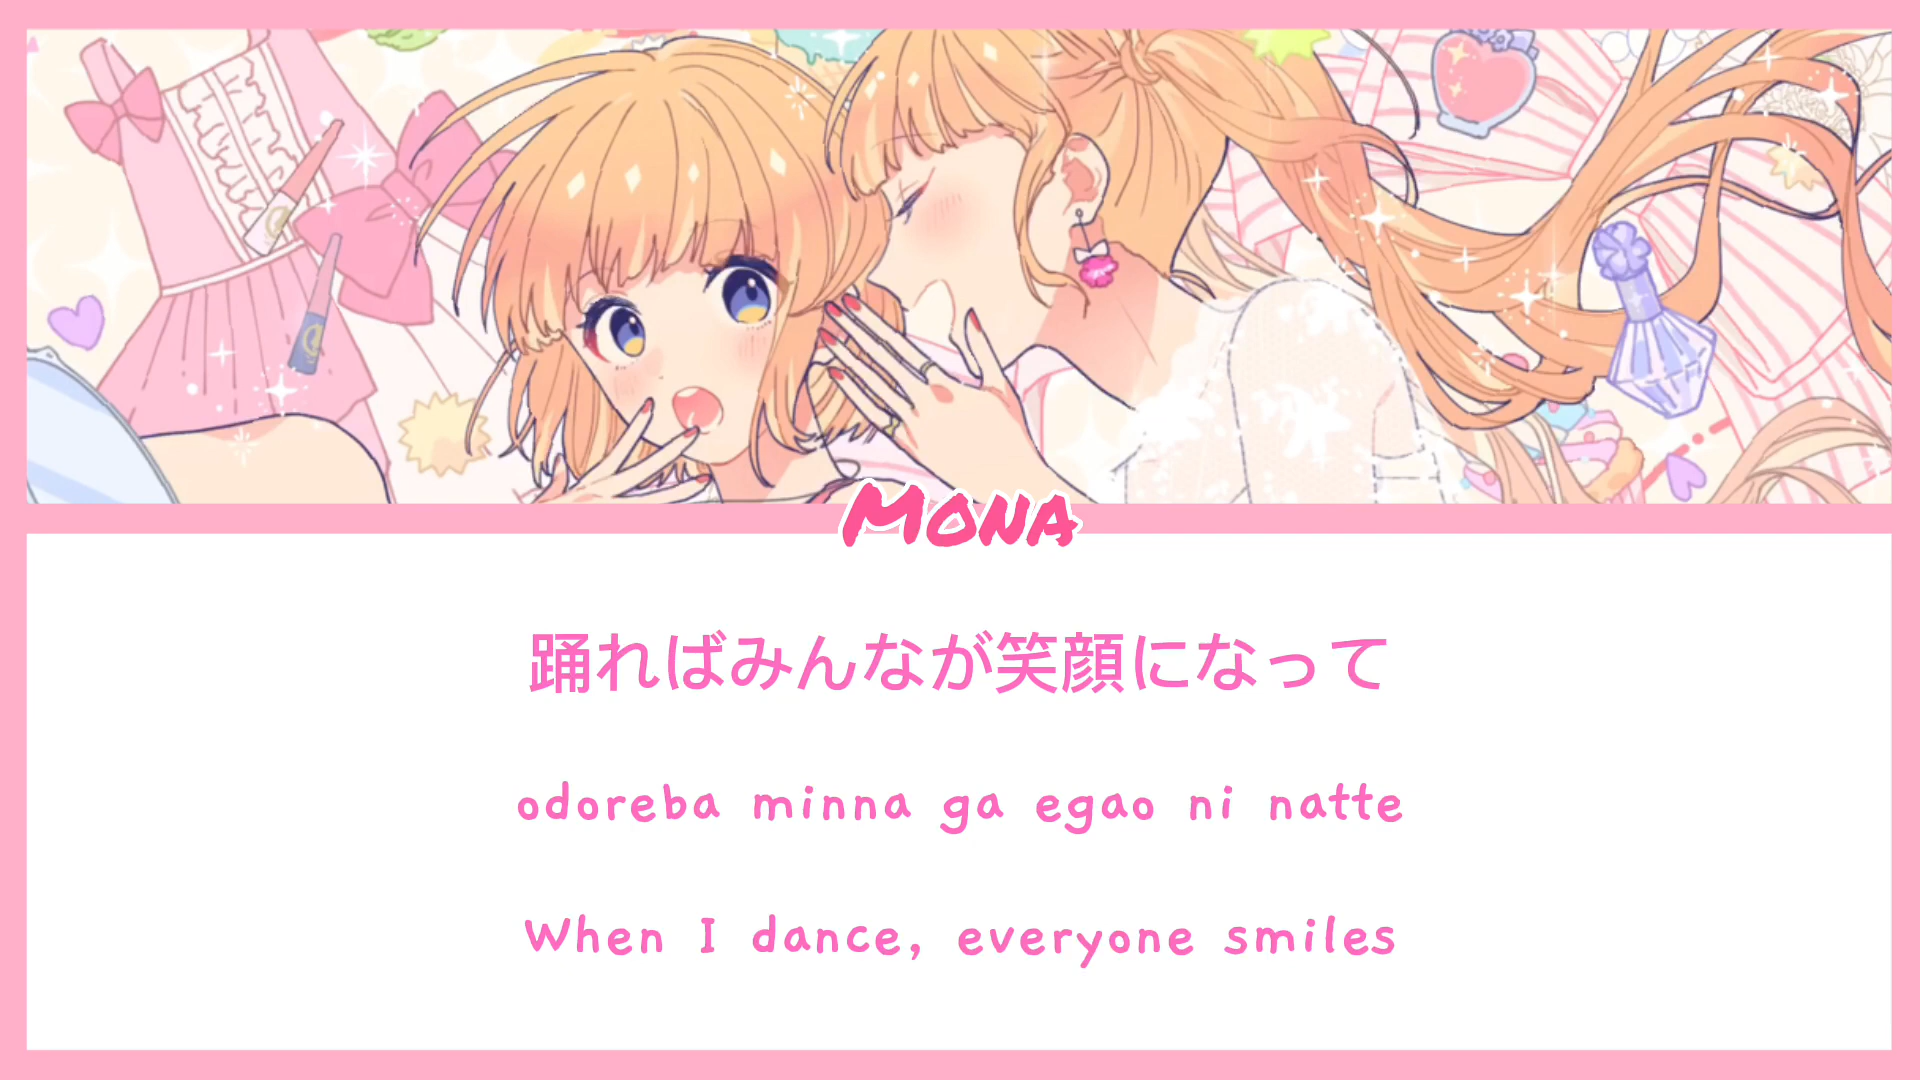 Mona
踊ればみんなが笑顔になって
odoreba minna ga egao ni natte
When I dance, everyone smiles